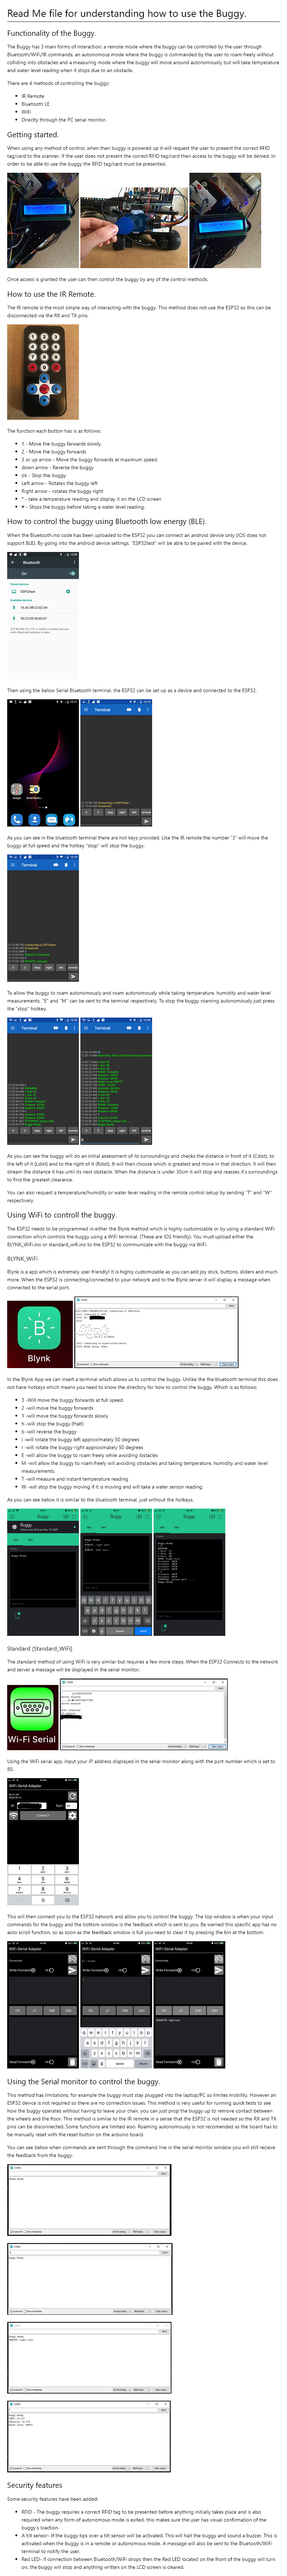 Read Me file for understanding how to use the Buggy.
Functionality of the Buggy.
The Buggy has 3 main forms of interaction: a remote mode where the buggy can be controlled by the user through
Bluetooth/WiFi/IR commands, an autonomous mode where the buggy is commanded by the user to roam freely without
colliding into obstacles and a measuring mode where the buggy will move around autonomously but will take temperature
and water level reading when it stops due to an obstacle.
There are 4 methods of controlling the buggy:
IR Remote
Bluetooth LE
WiFi
Directly through the PC serial monitor.
Getting started.
When using any method of control, when then buggy is powered up it will request the user to present the correct RFID
tag/card to the scanner. If the user does not present the correct RFID tag/card then access to the buggy will be denied. In
order to be able to use the buggy the RFID tag/card must be presented.
Once access is granted the user can then control the buggy by any of the control methods.
How to use the IR Remote.
The IR remote is the most simple way of interacting with the buggy. This method does not use the ESP32 so this can be
disconnected via the RX and TX pins.
The function each button has is as follows:
1 - Move the buggy farwards slowly.
2 - Move the buggy forwards
3 or up arrow - Move the buggy forwards at maximum speed.
down arrow - Reverse the buggy
ok - Stop the buggy
Left arrow - Rotates the buggy left
Right arrow - rotates the buggy right
* - take a temperature reading and display it on the LCD screen
# - Stops the buggy before taking a water level reading.
How to control the buggy using Bluetooth low energy (BLE).
When the Bluetooth.ino code has been uploaded to the ESP32 you can connect an android device only (IOS does not
support BLE). By going into the android device settings, "ESP32test" will be able to be paired with the device.
Bluetooth
On
Paired devices
ESP32test
Available devices
Then using the below Serial Bluetooth terminal, the ESP32 can be set up as a device and connected to the ESP32.
Terminal
As you can see in the bluetooth terminal there are hot keys provided. Like the IR remote the number "3" will move the
buggy at full speed and the hotkey "stop" will stop the buggy.
Terminal
To allow the buggy to roam autonomously and roam autonomously while taking temperature, humidity and water level
measurements, "E" and "M" can be sent to the terminal respectively. To stop the buggy roaming autonomously just press
the "stop" hotkey.
Terminal
Terminal
As you can see the buggy will do an initial assessment of its surroundings and checks the distance in front of it (Cdist), to
the left of it (Ldist) and to the right of it (Rdist). It will then choose which is greatest and move in that direction. It will then
stream the distance it has until its next obstacle. When the distance is under 30cm it will stop and reasses it's surroundings
to find the greatest clearance.
You can also request a temperature/humidity or water level reading in the remote control setup by sending "T" and "W"
respectively.
Using WiFi to controll the buggy.
The ESP32 needs to be programmed in either the Blynk method which is highly customizable or by using a standard WiFi
connection which controls the buggy using a WiFi terminal. (These are IOS friendly). You must upload either the
BLYNK_WiFi.ino or standard_wifi.ino to the ESP32 to communicate with the buggy via WiFi.
BLYNK_WiFi
Blynk is a app which is extremely user friendly! It is highly customizable as you can add joy stick, buttons, sliders and much
more. When the ESP32 is connecting/connected to your network and to the Blynk server it will display a message when
connected to the serial port:
B
Blynk
In the Blynk App we can insert a terminal which allows us to control the buggy. Unlike the the bluetooth terminal this does
not have hotkeys which means you need to know the directory for how to control the buggy. Which is as follows:
3 -Will move the buggy forwards at full speed.
2 -will move the buggy forwards
1 -will move the buggy forwards slowly
h -will stop the buggy (Halt)
b -will reverse the buggy
l -will rotate the buggy left approximately 50 degrees
r -will rotate the buggy right approximately 50 degrees
E -will allow the buggy to roam freely while avoiding obstacles
M -will allow the buggy to roam freely will avoiding obstacles and taking temperature, humidity and water level
measurements.
T -will measure and instant temperature reading
W -will stop the buggy moving if it is moving and will take a water sensor reading.
As you can see below it is similar to the bluetooth terminal, just without the hotkeys.
Buggy
Buggy
Buggy
Standard (Standard_WiFi)
The standard method of using WiFi is very similar but requires a few more steps. When the ESP32 Connects to the network
and server a message will be displayed in the serial monitor.
Wi-Fi Serial
Using the WiFi serial app, input your IP address displayed in the serial monitor along with the port number which is set to
80.
WiFi-Serial Adapter
CONNECT
This will then connect you to the ESP32 network and allow you to control the buggy. The top window is when your input
commands for the buggy and the bottom window is the feedback which is sent to you. Be warned this specific app has no
auto scroll function, so as soon as the feedback window is full you need to clear it by pressing the bin at the bottom.
WiFi-Serial Adapter
WiFi-Serial Adapter
WiFi-Serial Adapter
Using the Serial monitor to control the buggy.
This method has limitations, for example the buggy must stay plugged into the laptop/PC so limites mobility. However an
ESP32 device is not required so there are no connection issues. This method is very useful for running quick tests to see
how the buggy operates without having to leave your chair, you can just prop the buggy up to remove contact between
the wheels and the floor. This method is similar to the IR remote in a sense that the ESP32 is not needed so the RX and TX
pins can be disconnected. Some functions are limited also, Roaming autonomously is not recomended as the board has to
be manually reset with the reset button on the arduino board.
You can see below when commands are sent through the command line in the serial monitor window you will still recieve
the feedback from the buggy.
Security features
Some security features have been added:
RFID - The buggy requires a correct RFID tag to be presented before anything initially takes place and is also
required when any form of autonomous mode is exited, this makes sure the user has visual confirmation of the
buggy's loaction.
A tilt sensor- If the buggy tips over a tilt sensor will be activated. This will halt the buggy and sound a buzzer. This is
activated when the buggy is in a remote or autonomous mode. A message will also be sent to the Bluetooth/WiFi
terminal to notify the user.
Red LED- if connection between Bluetooth/WiFi drops then the Red LED located on the front of the buggy will turn
on, the buggy will stop and anything written on the LCD screen is cleared.